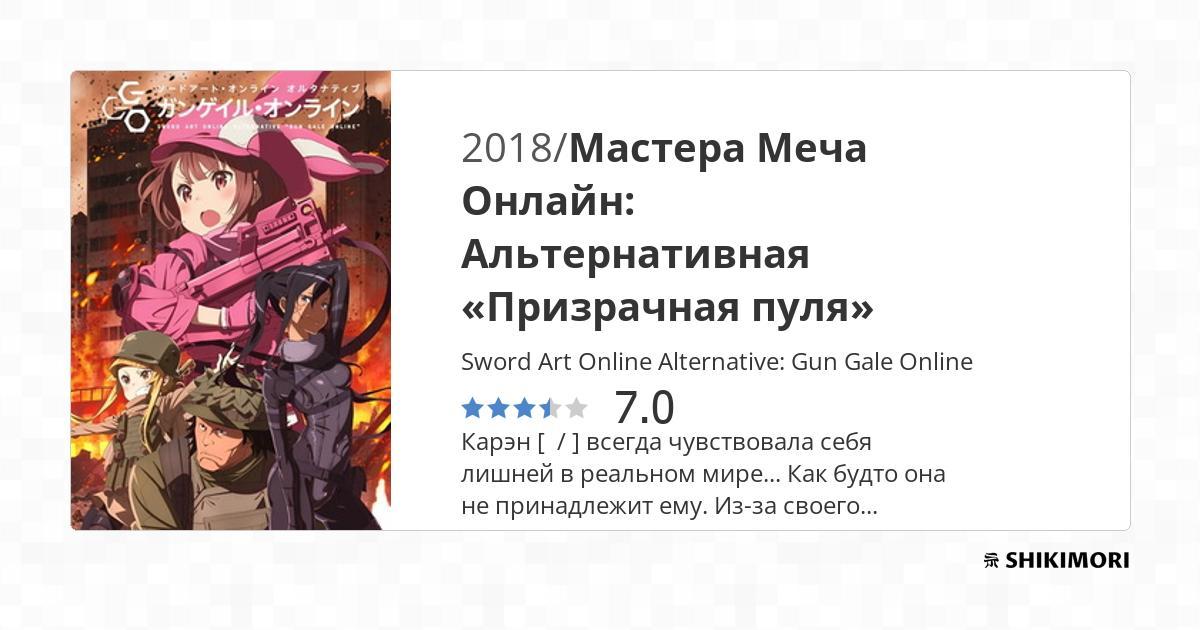 ソードアート・オンライン オルタナティブ
ガンゲイル・オンライン
SWORD ART ONLINE ALTERNATIVE "GUN GALE ONLINE"
GGO
2018/Мастера Меча
Онлайн:
Альтернативная
«Призрачная пуля»
Sword Art Online Alternative: Gun Gale Online
7.0
Карэн [ / ] всегда чувствовала себя
лишней в реальном мире... Как будто она
не принадлежит ему. Из-за своего...
SHIKIMORI